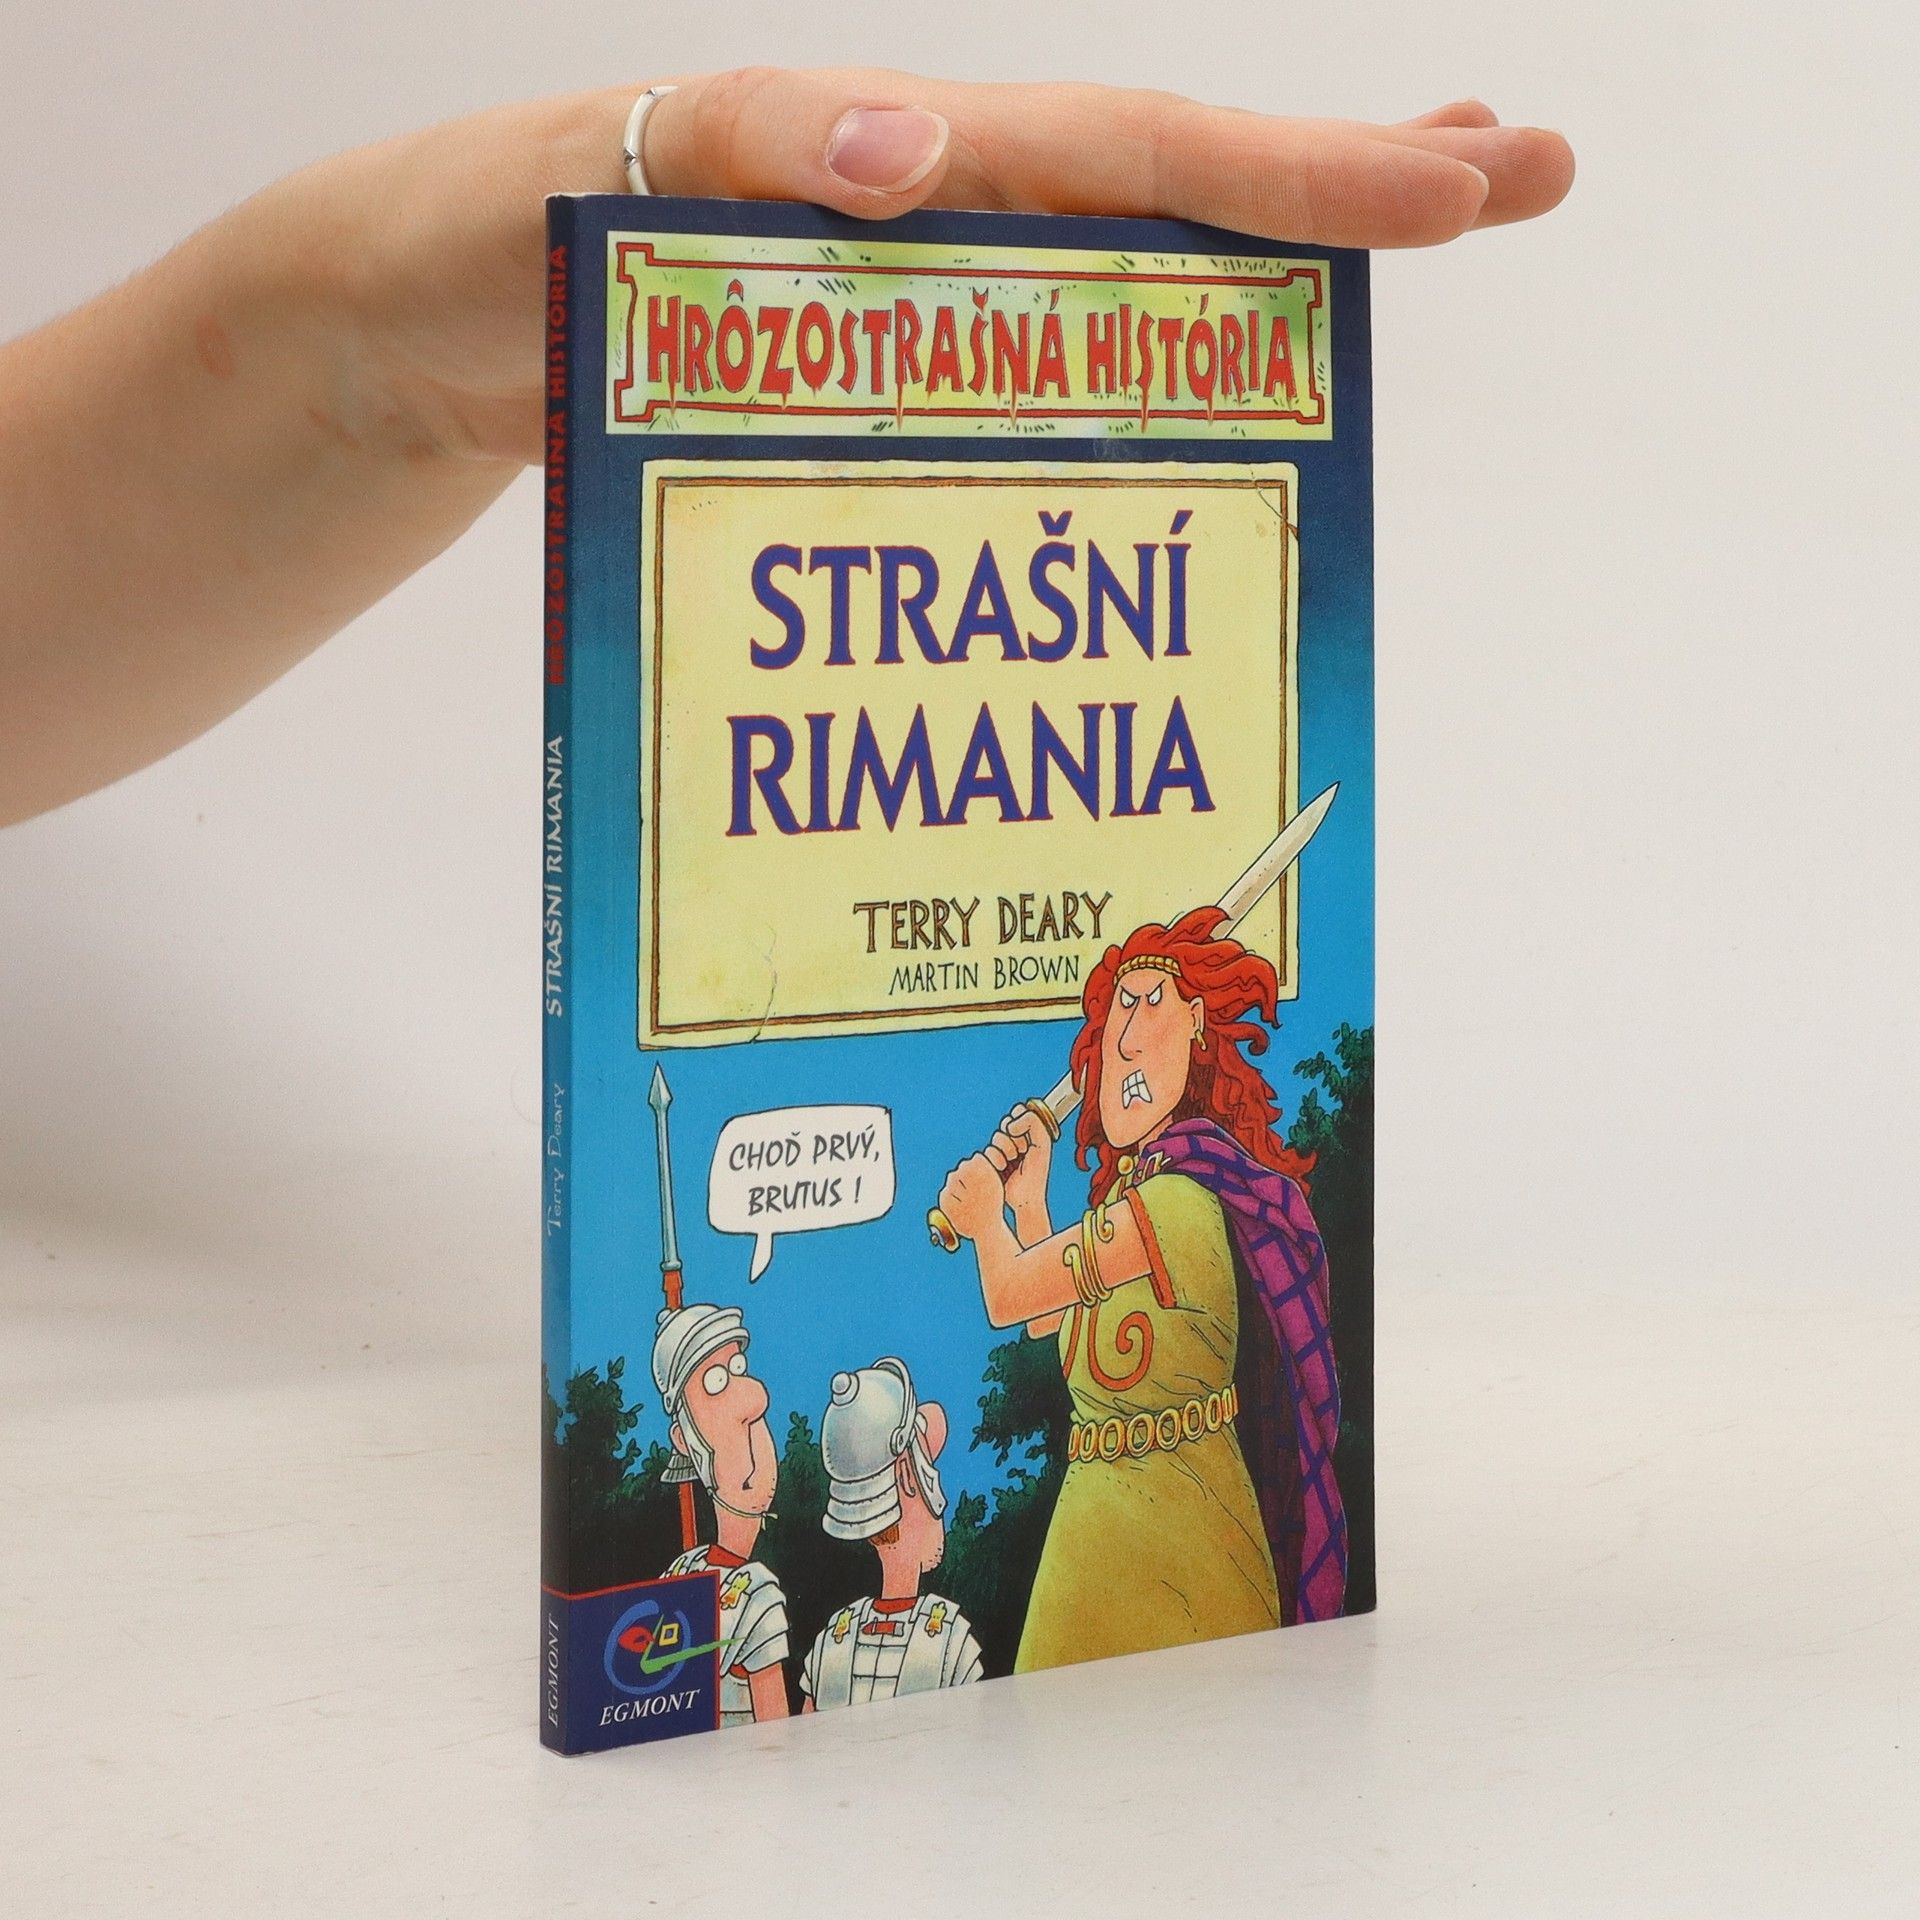 HRÔZOSTRAŠNÁ HISTÓRIA
STRAŠNÍ
RIMANIA
TERRY DEARY
MARTIN BROWN
CHOĎ PRVÝ,
BRUTUS !
EGMONT
EGMONT Terry Deary STRAŠNÍ RIMANIA HRÔZOSTRAŠNÁ HISTÓRIA